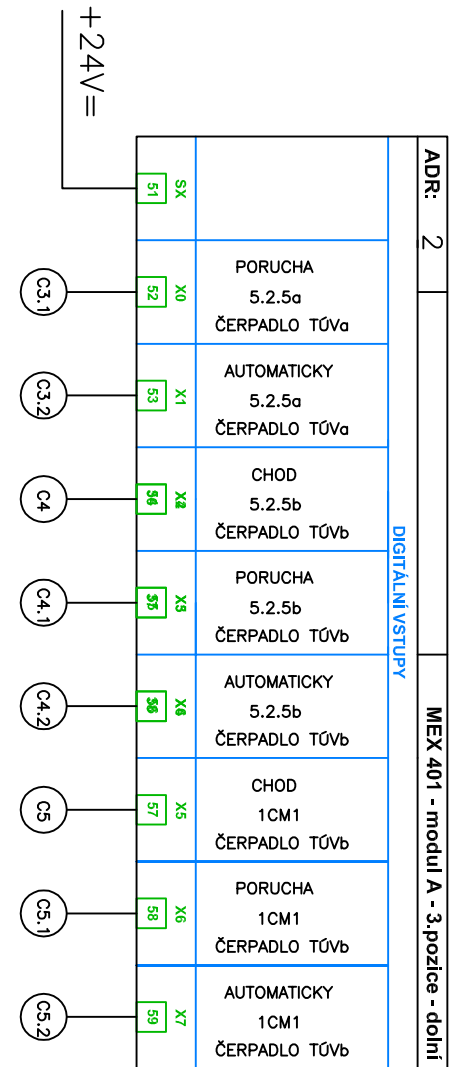 +24V=
ADR: 2
MEX 401 - modul A - 3.pozice - dolní
DIGITÁLNÍ VSTUPY
SX
51
PORUCHA
5.2.5a
ČERPADLO TÚVa
X0
52
C3.1
AUTOMATICKY
5.2.5a
ČERPADLO TÚVa
X1
53
C3.2
CHOD
5.2.5b
ČERPADLO TÚVb
C4
PORUCHA
5.2.5b
ČERPADLO TÚVb
C4.1
AUTOMATICKY
5.2.5b
ČERPADLO TÚVb
C4.2
CHOD
1CM1
ČERPADLO TÚVb
X5
57
C5
PORUCHA
1CM1
ČERPADLO TÚVb
X6
58
C5.1
AUTOMATICKY
1CM1
ČERPADLO TÚVb
X7
59
C5.2